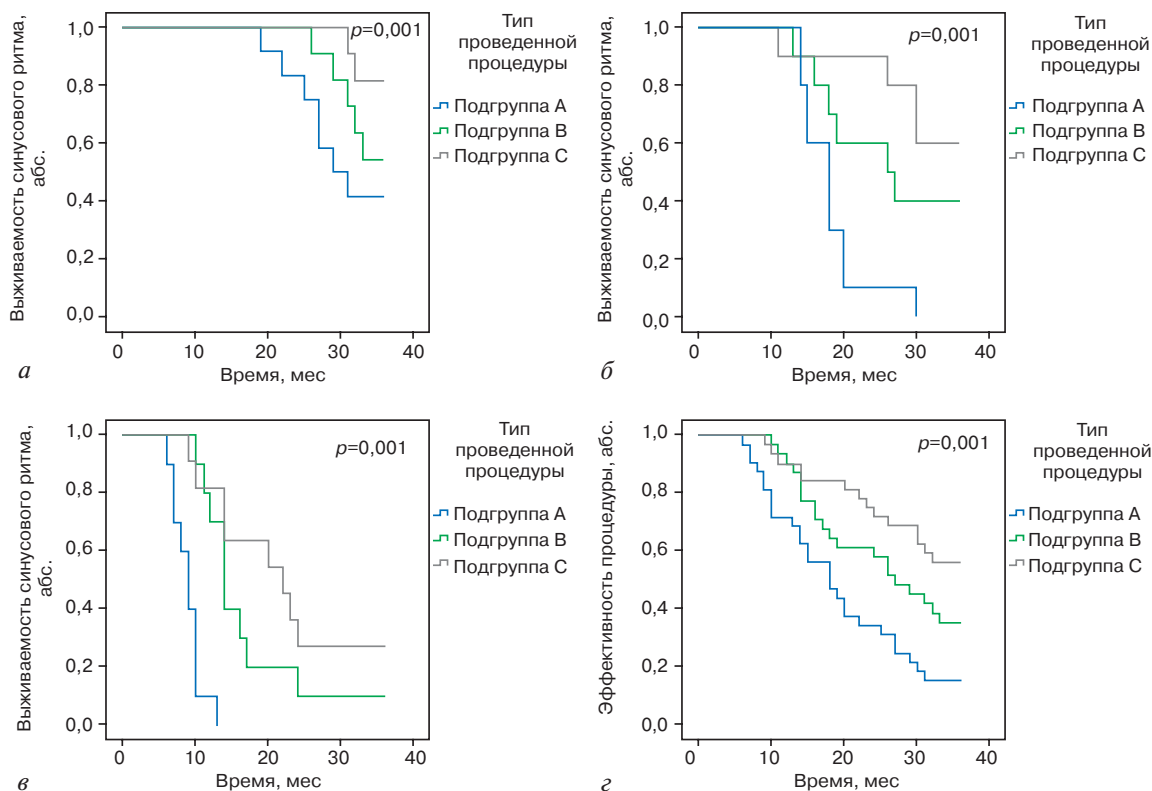 Выживаемость синусового ритма,
абс.
1,0
0,8
0,6
0,4
0,2
0,0
p=0,001
0
10
20
30
40
Время, мес
а
Тип
проведенной
процедуры
Подгруппа A
Подгруппа B
Подгруппа C
Выживаемость синусового ритма,
абс.
1,0
0,8
0,6
0,4
0,2
0,0
p=0,001
0
10
20
30
40
Время, мес
б
Тип
проведенной
процедуры
Подгруппа A
Подгруппа B
Подгруппа C
Выживаемость синусового ритма,
абс.
1,0
0,8
0,6
0,4
0,2
0,0
p=0,001
0
10
20
30
40
Время, мес
в
Тип
проведенной
процедуры
Подгруппа A
Подгруппа B
Подгруппа C
Эффективность процедуры, абс.
1,0
0,8
0,6
0,4
0,2
0,0
p=0,001
0
10
20
30
40
Время, мес
г
Тип
проведенной
процедуры
Подгруппа A
Подгруппа B
Подгруппа C